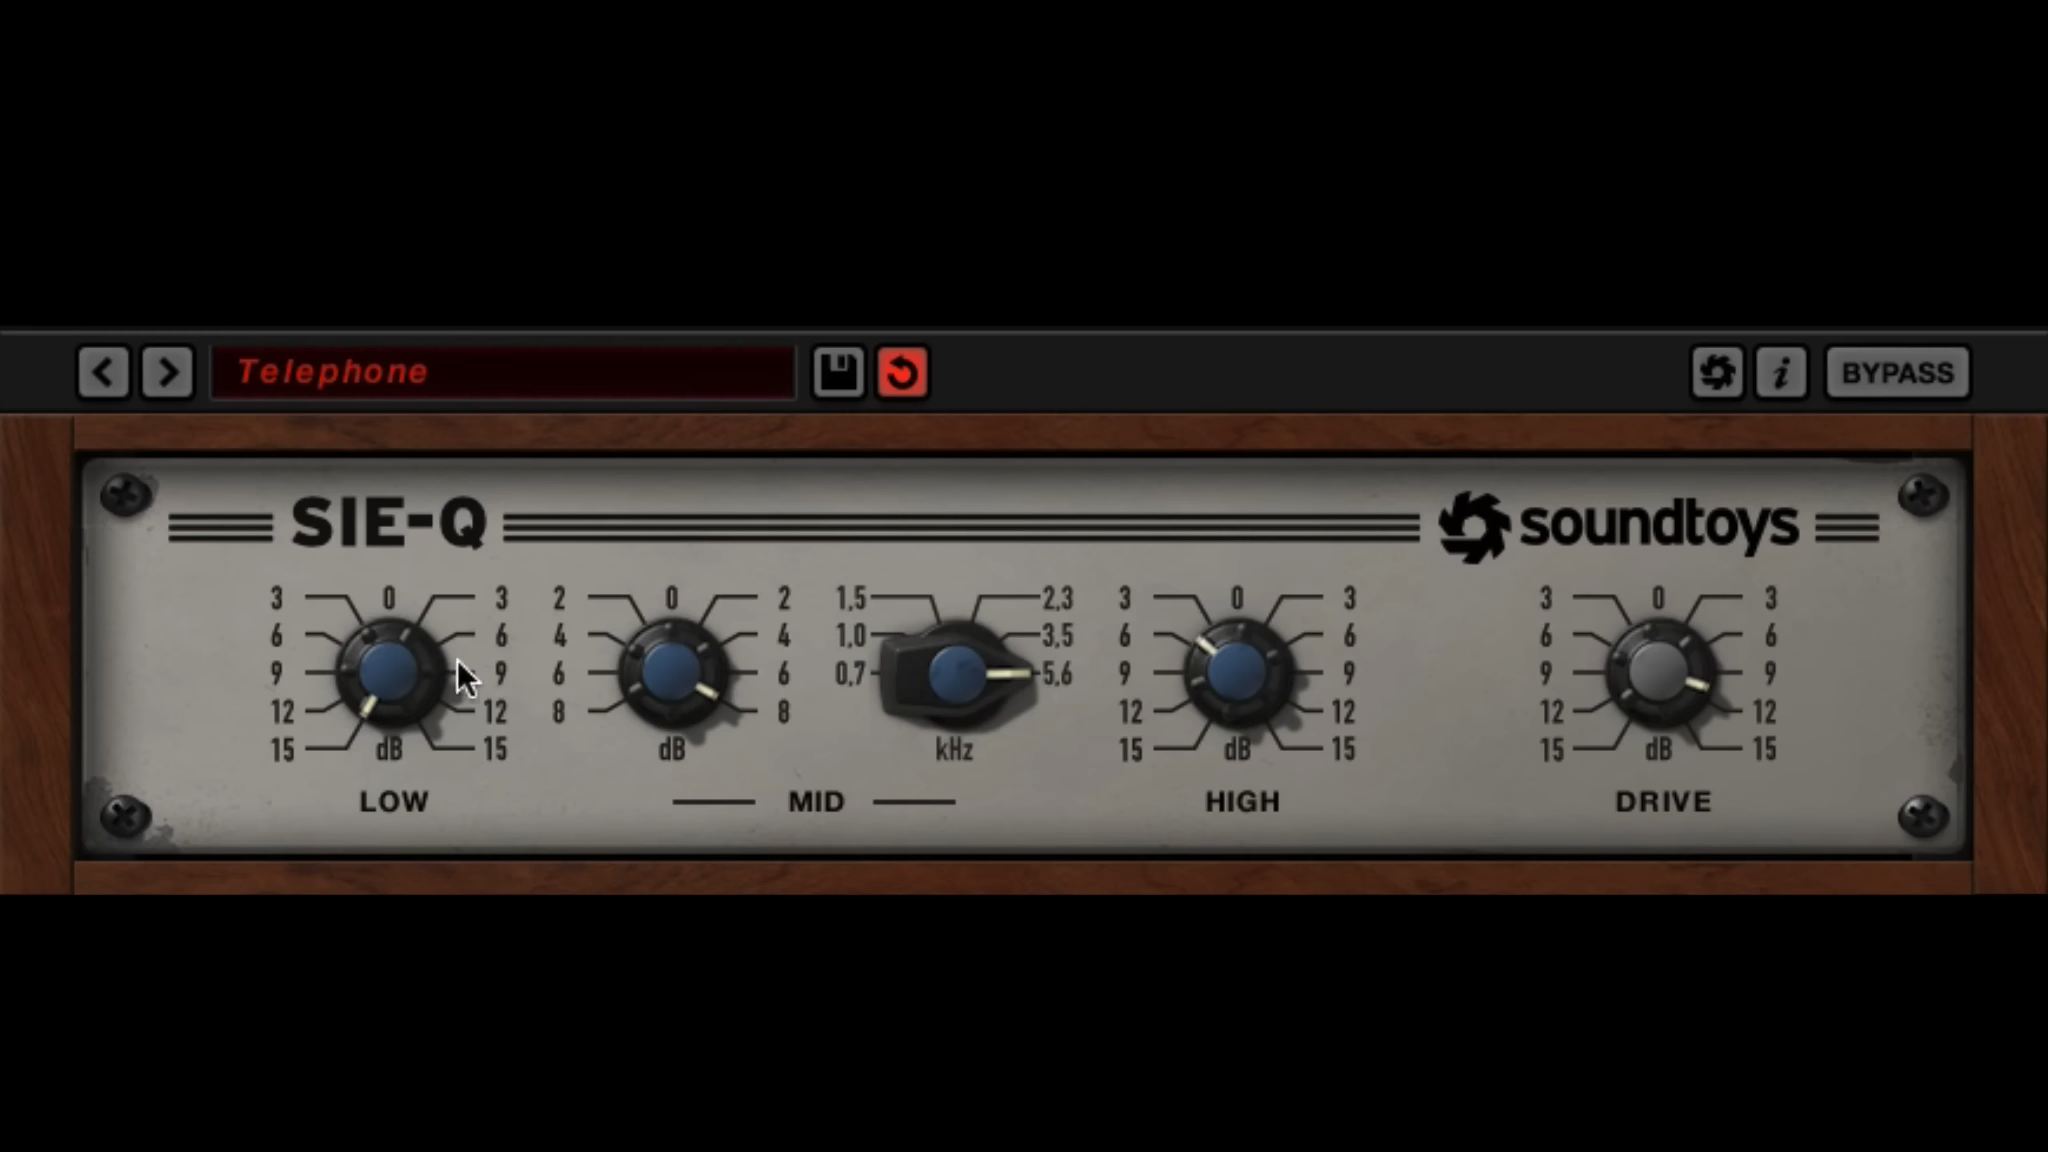 Telephone
i BYPASS
SIE-Q soundtoys
3 0 3 2 0 2 1,5 2,3 3 0 3 3 0 3
6 6 4 4 1,0 3,5 6 6 6 6
9 9 6 6 0,7 5,6 9 9 9 9
12 12 8 8 12 12 12 12
15 dB 15 dB kHz 15 dB 15 15 dB 15
LOW MID HIGH DRIVE